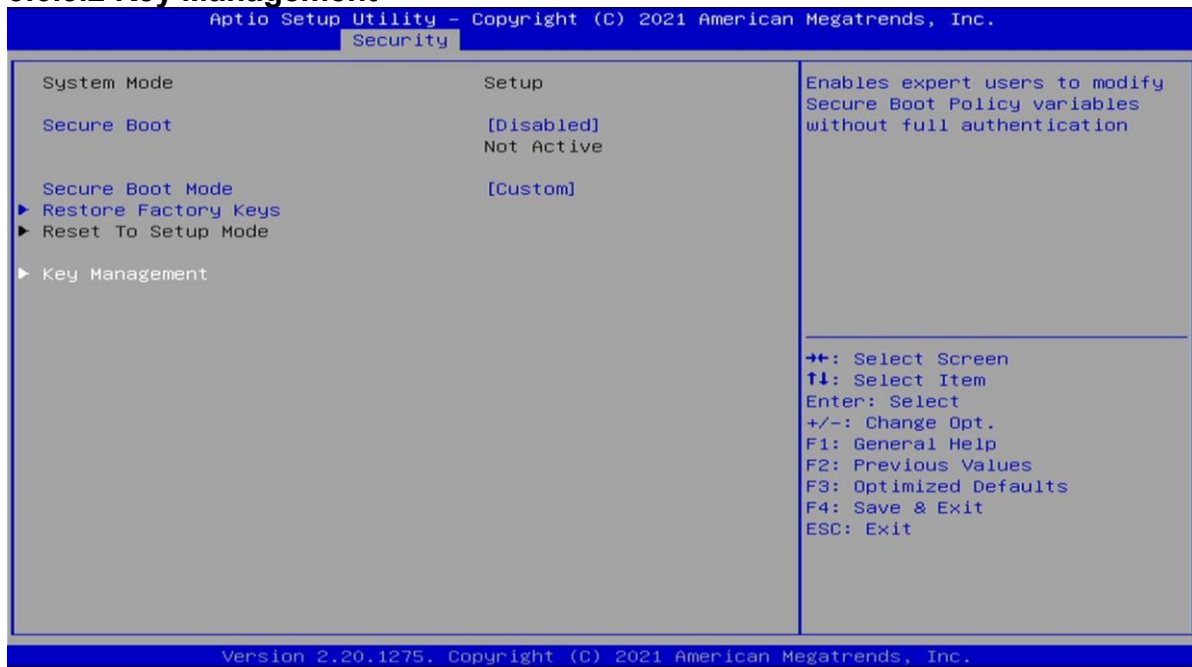 Key Management
Aptio Setup Utility – Copyright (C) 2021 American Megatrends, Inc.
Security
System Mode Setup
Secure Boot [Disabled]
Not Active
Secure Boot Mode [Custom]
▶ Restore Factory Keys
▶ Reset To Setup Mode
▶ Key Management
Enables expert users to modify
Secure Boot Policy variables
without full authentication
→←: Select Screen
↑↓: Select Item
Enter: Select
+/-: Change Opt.
F1: General Help
F2: Previous Values
F3: Optimized Defaults
F4: Save & Exit
ESC: Exit
Version 2.20.1275. Copyright (C) 2021 American Megatrends, Inc.